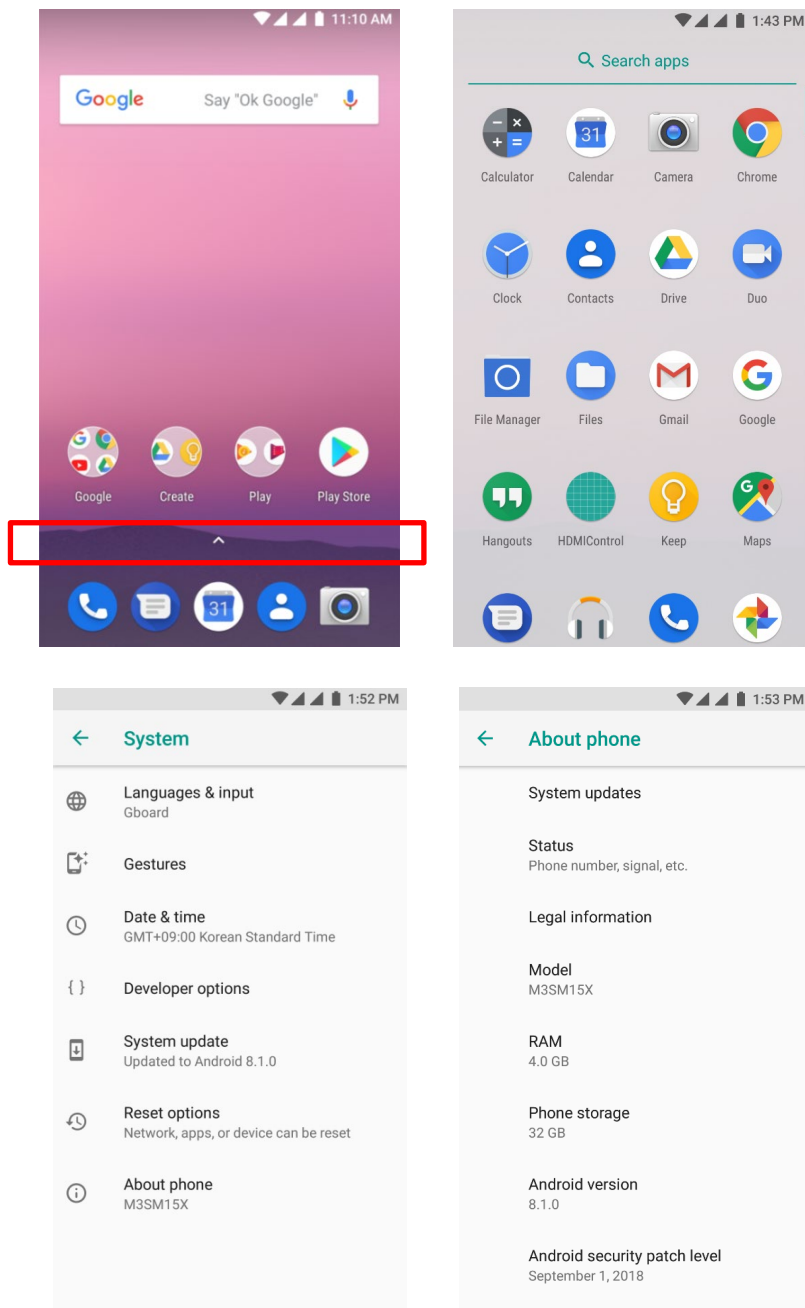 11:10 AM
Google Say "Ok Google"
Google Create Play Play Store
31
1:43 PM
Search apps
31
Calculator Calendar Camera Chrome
Clock Contacts Drive Duo
File Manager Files Gmail Google
G
Hangouts HDMIControl Keep Maps
1:52 PM
System
Languages & input
Gboard
Gestures
Date & time
GMT+09:00 Korean Standard Time
{ } Developer options
System update
Updated to Android 8.1.0
Reset options
Network, apps, or device can be reset
About phone
M3SM15X
1:53 PM
About phone
System updates
Status
Phone number, signal, etc.
Legal information
Model
M3SM15X
RAM
4.0 GB
Phone storage
32 GB
Android version
8.1.0
Android security patch level
September 1, 2018